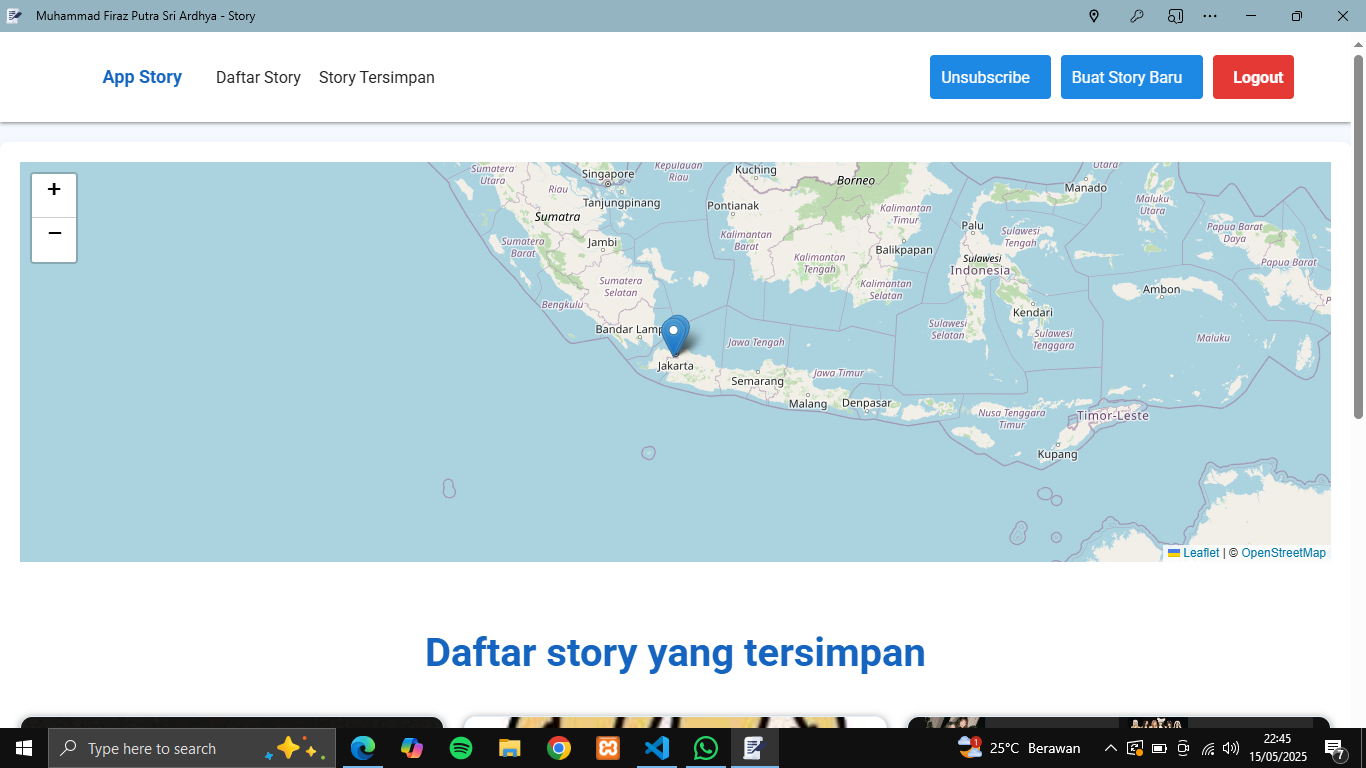 Muhammad Firaz Putra Sri Ardhya - Story
App Story
Daftar Story
Story Tersimpan
Unsubscribe
Buat Story Baru
Logout
+
−
Sumatera Utara
Riau
Singapore
Kepulauan Riau
Tanjungpinang
Kuching
Borneo
Utara
Manado
Maluku Utara
Sumatra
Pontianak
Kalimantan Timur
Palu
Sulawesi Tengah
Papua Barat Daya
Sumatera Barat
Jambi
Kalimantan Barat
Balikpapan
Kalimantan Tengah
Sulawesi
Indonesia
Papua Barat
Sumatera Selatan
Kalimantan Selatan
Ambon
Bengkulu
Kendari
Bandar Lamp
Jawa Tengah
Sulawesi Selatan
Sulawesi Tenggara
Maluku
Jakarta
Semarang
Jawa Timur
Malang
Denpasar
Nusa Tenggara Timur
Timor-Leste
Kupang
Leaflet | © OpenStreetMap
Daftar story yang tersimpan
Type here to search
1
25°C Berawan
22:45
15/05/2025
7